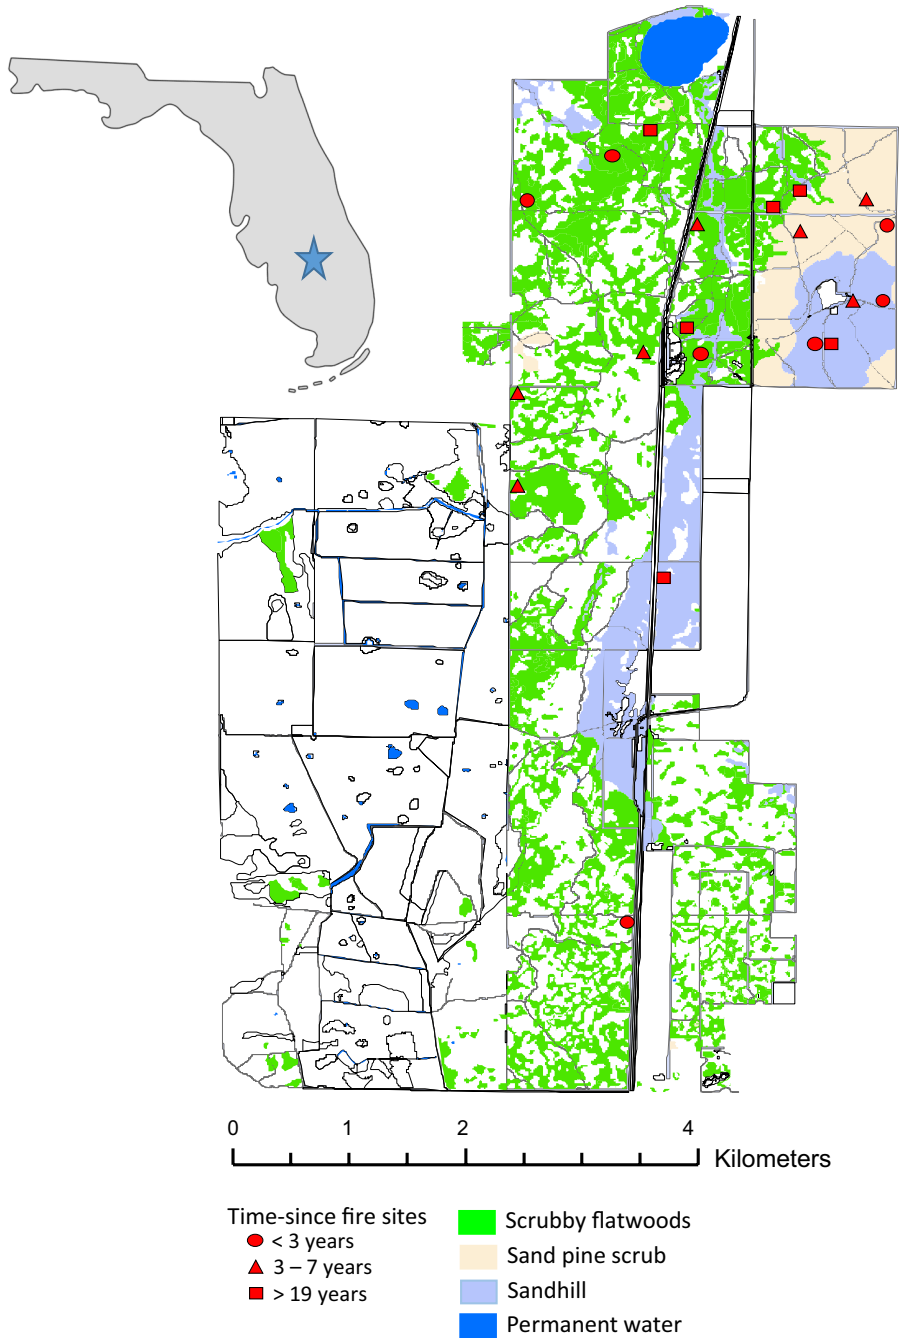 0 1 2 4
Kilometers
Time-since fire sites
< 3 years
3 – 7 years
> 19 years
Scrubby flatwoods
Sand pine scrub
Sandhill
Permanent water